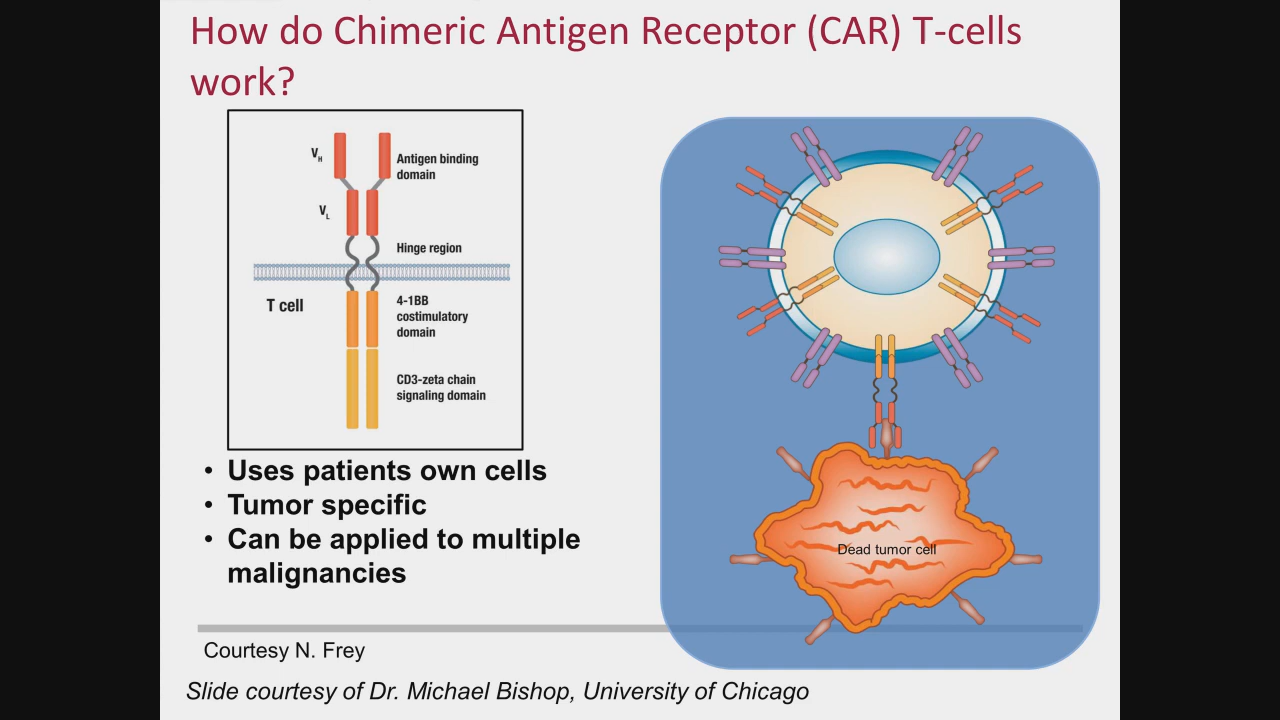 How do Chimeric Antigen Receptor (CAR) T-cells
work?
VH
Antigen binding
domain
VL
Hinge region
T cell
4-1BB
costimulatory
domain
CD3-zeta chain
signaling domain
• Uses patients own cells
• Tumor specific
• Can be applied to multiple
malignancies
Dead tumor cell
Courtesy N. Frey
Slide courtesy of Dr. Michael Bishop, University of Chicago